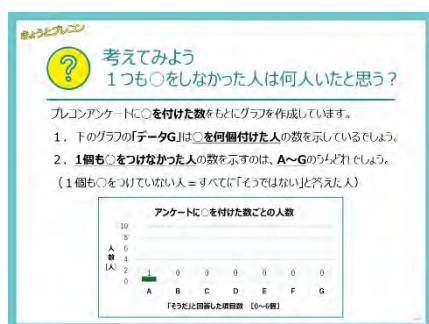 きょうとプレコン
?
考えてみよう
1つも○をしなかった人は何人いたと思う?
プレコンアンケートに○を付けた数をもとにグラフを作成しています。
1. 下のグラフの「データG」は○を何個付けた人の数を示しているでしょう。
2. 1個も○をつけなかった人の数を示すのは、A～Gのうちどれでしょう。
(1個も○をつけていない人=すべてに「そうではない」と答えた人)
アンケートに○を付けた数ごとの人数
人数[人]
10
8
6
4
2
0
1 0 0 0 0 0 0
A B C D E F G
「そうだ」と回答した項目数 [0～6個]